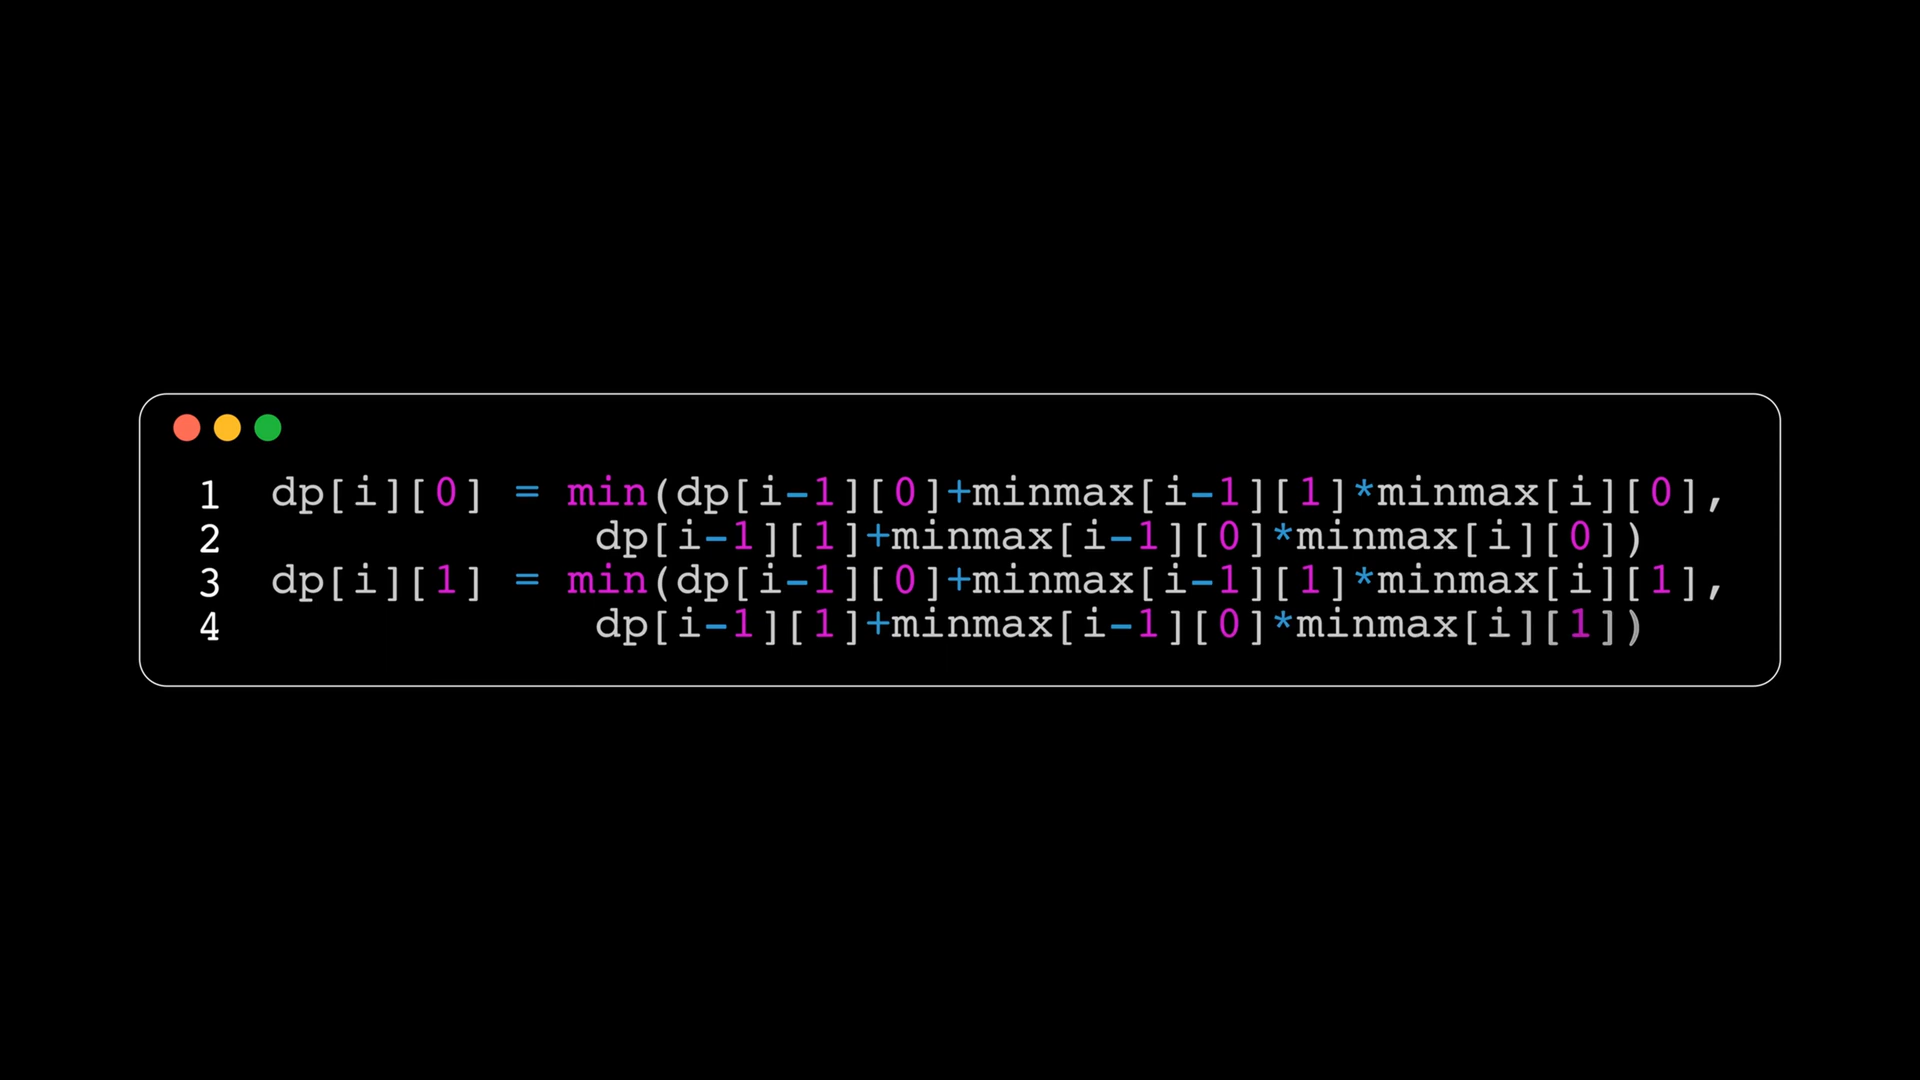 1 dp[i][0] = min(dp[i-1][0]+minmax[i-1][1]*minmax[i][0],
2 dp[i-1][1]+minmax[i-1][0]*minmax[i][0])
3 dp[i][1] = min(dp[i-1][0]+minmax[i-1][1]*minmax[i][1],
4 dp[i-1][1]+minmax[i-1][0]*minmax[i][1])